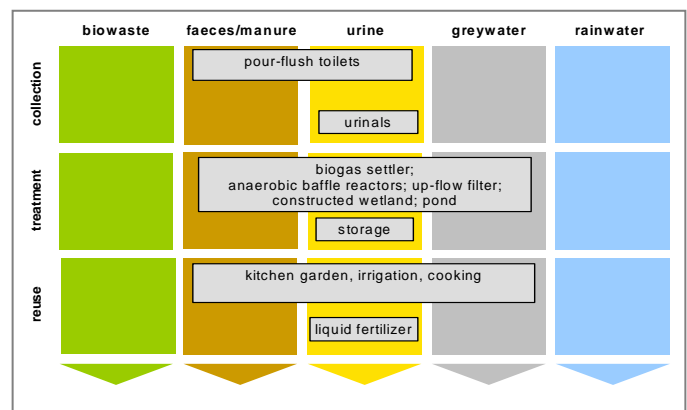 biowaste faeces/manure urine greywater rainwater
collection
pour-flush toilets
urinals
treatment
biogas settler;
anaerobic baffle reactors; up-flow filter;
constructed wetland; pond
storage
reuse
kitchen garden, irrigation, cooking
liquid fertilizer